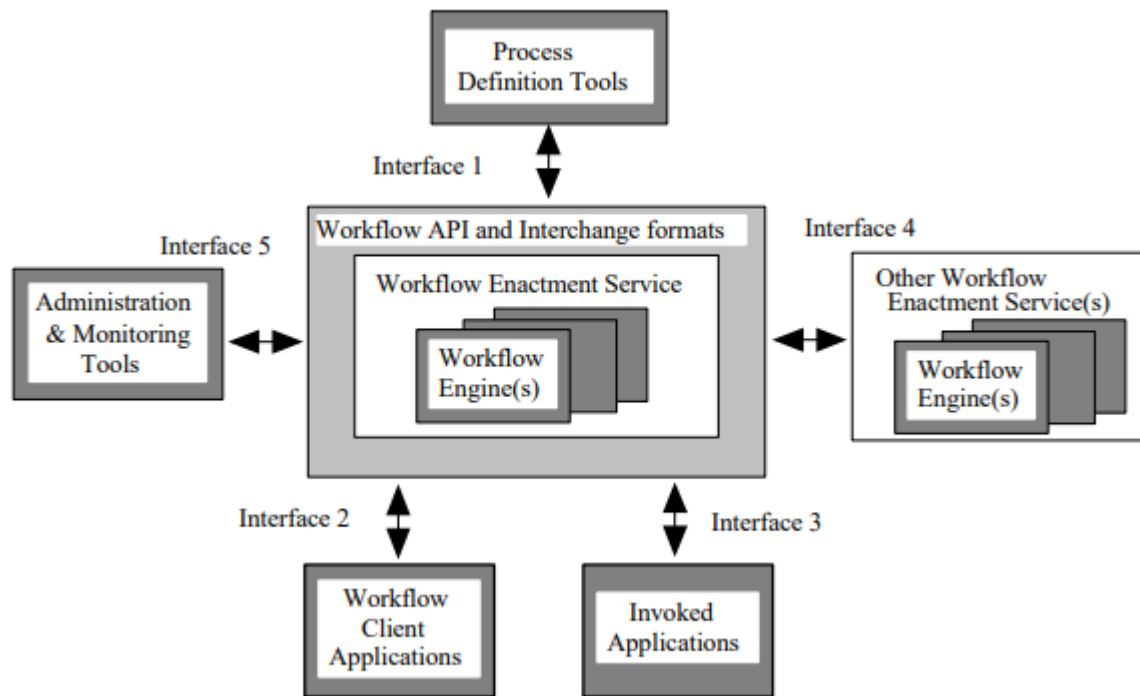 Process
Definition Tools
Interface 1
Workflow API and Interchange formats
Interface 5
Interface 4
Administration
& Monitoring
Tools
Workflow Enactment Service
Workflow
Engine(s)
Other Workflow
Enactment Service(s)
Workflow
Engine(s)
Interface 2
Interface 3
Workflow
Client
Applications
Invoked
Applications